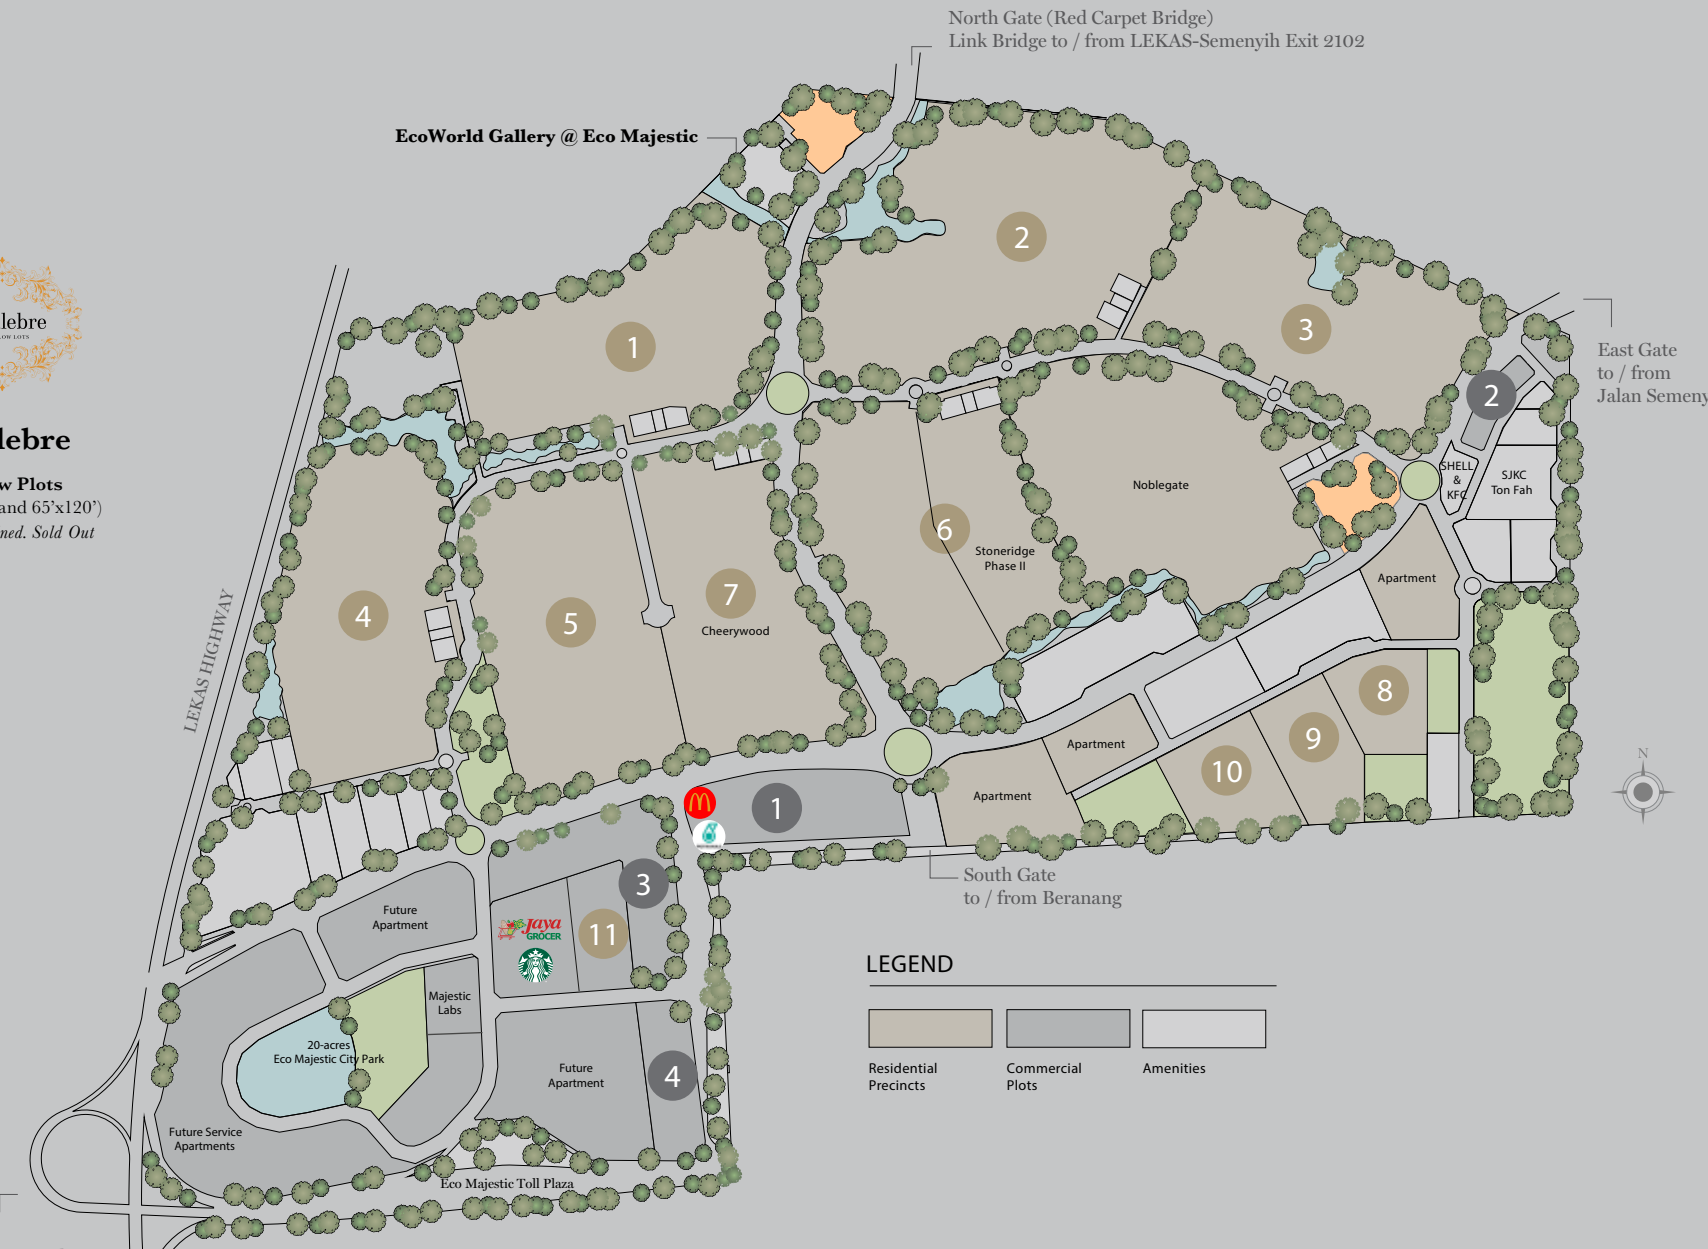 North Gate (Red Carpet Bridge)
Link Bridge to / from LEKAS-Semenyih Exit 2102
EcoWorld Gallery @ Eco Majestic
2
1
3
lebre
OW LOTS
East Gate
to / from
Jalan Semeny
2
lebre
w Plots
and 65'x120')
ned. Sold Out
SHELL
&
KFC
SJKC
Ton Fah
Noblegate
6
Stoneridge
Phase II
Apartment
LEKAS HIGHWAY
4
5
7
Cheerywood
8
9
10
Apartment
Apartment
N
1
South Gate
to / from Beranang
3
Future
Apartment
Jaya
GROCER
11
LEGEND
Residential
Precincts
Commercial
Plots
Amenities
Majestic
Labs
20-acres
Eco Majestic City Park
Future
Apartment
4
Future Service
Apartments
Eco Majestic Toll Plaza